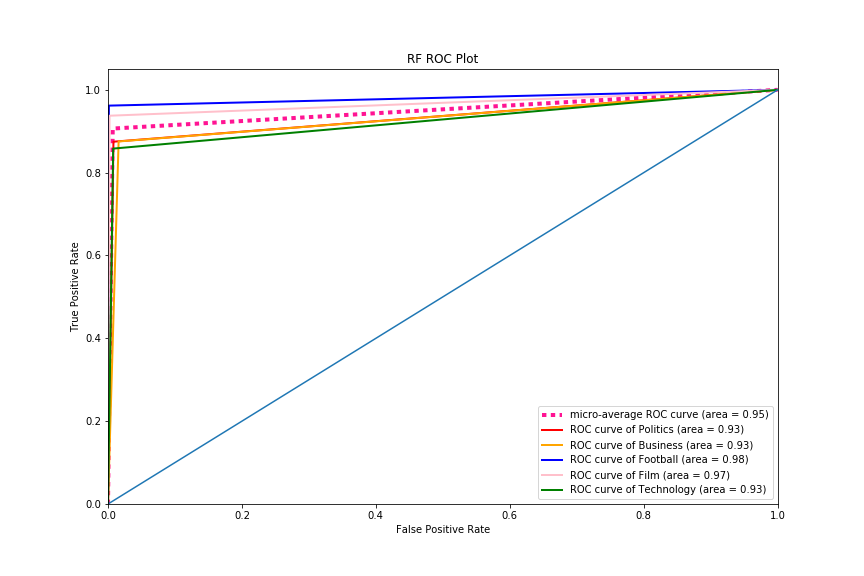 RF ROC Plot
True Positive Rate
1.0
0.8
0.6
0.4
0.2
0.0
0.0 0.2 0.4 0.6 0.8 1.0
False Positive Rate
micro-average ROC curve (area = 0.95)
ROC curve of Politics (area = 0.93)
ROC curve of Business (area = 0.93)
ROC curve of Football (area = 0.98)
ROC curve of Film (area = 0.97)
ROC curve of Technology (area = 0.93)